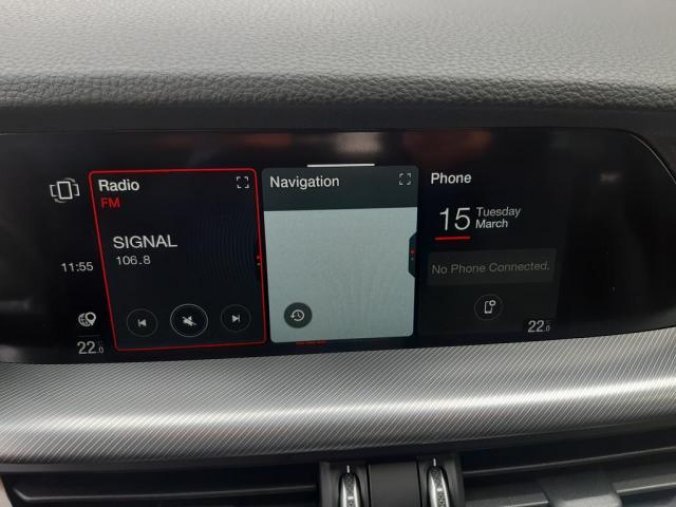 Radio
FM
SIGNAL
106.8
11:55
22.0
Navigation
Phone
15 Tuesday
March
No Phone Connected.
22.0